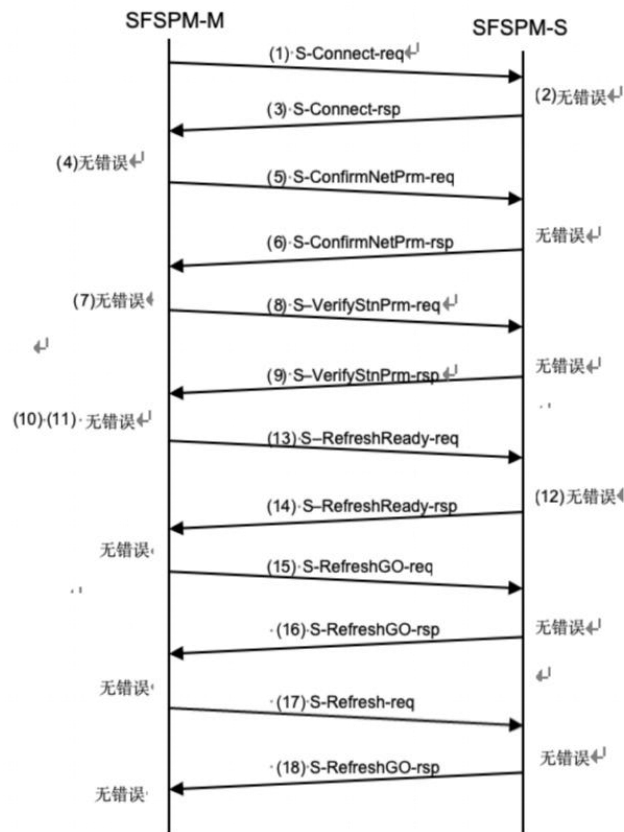 SFSPM-M
SFSPM-S
(1) S-Connect-req
(2)无错误
(3) S-Connect-rsp
(4)无错误
(5) S-ConfirmNetPrm-req
(6) S-ConfirmNetPrm-rsp
无错误
(7)无错误
(8) S–VerifyStnPrm-req
(9) S–VerifyStnPrm-rsp
无错误
(10) (11) 无错误
(13) S–RefreshReady-req
(14) S–RefreshReady-rsp
(12)无错误
无错误
(15) S-RefreshGO-req
(16) S-RefreshGO-rsp
无错误
无错误
(17) S-Refresh-req
(18) S-RefreshGO-rsp
无错误
无错误